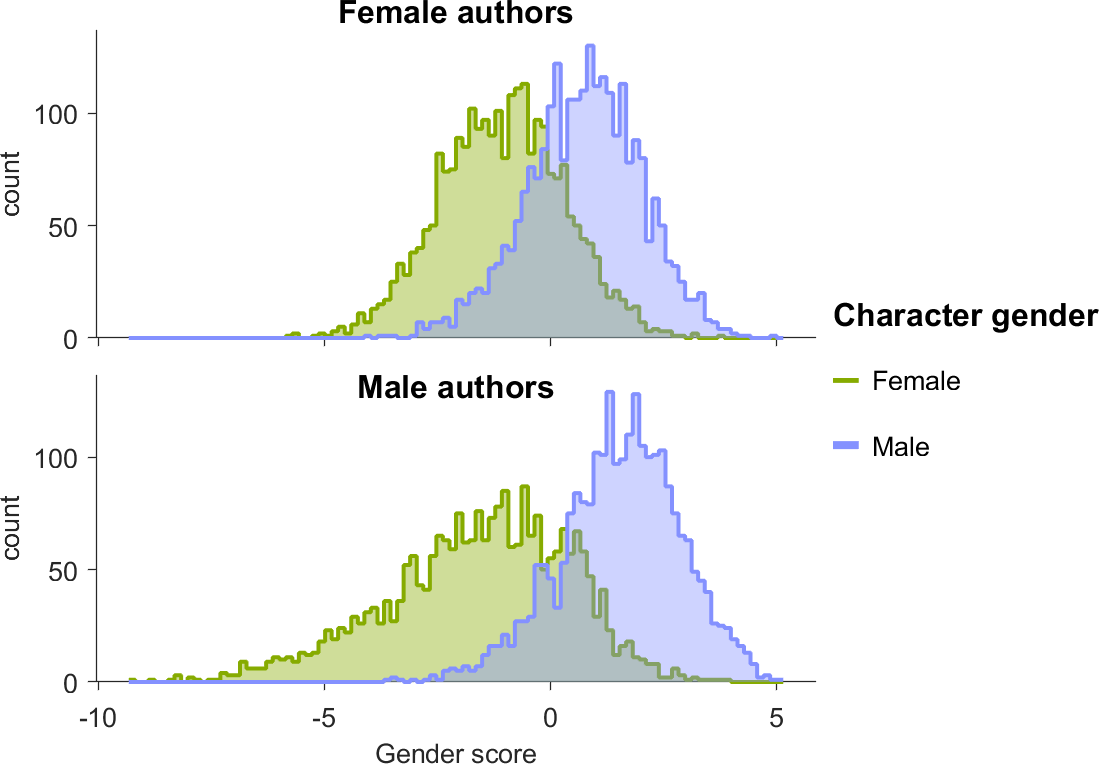 Female authors
count
100
50
0
Male authors
count
100
50
0
-10 -5 0 5
Gender score
Character gender
Female
Male